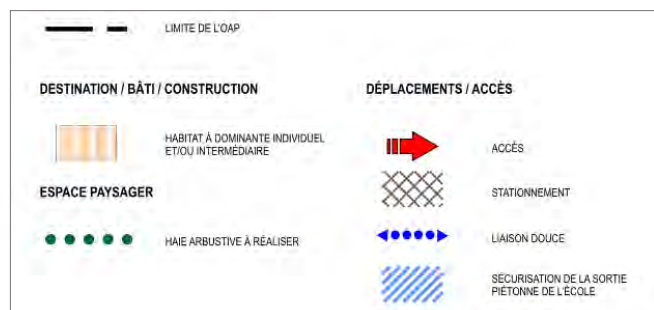 LIMITE DE L'OAP
DESTINATION / BÂTI / CONSTRUCTION
HABITAT À DOMINANTE INDIVIDUEL
ET/OU INTERMÉDIAIRE
ESPACE PAYSAGER
HAIE ARBUSTIVE À RÉALISER
DÉPLACEMENTS / ACCÈS
ACCÈS
STATIONNEMENT
LIAISON DOUCE
SÉCURISATION DE LA SORTIE
PIÉTONNE DE L'ÉCOLE